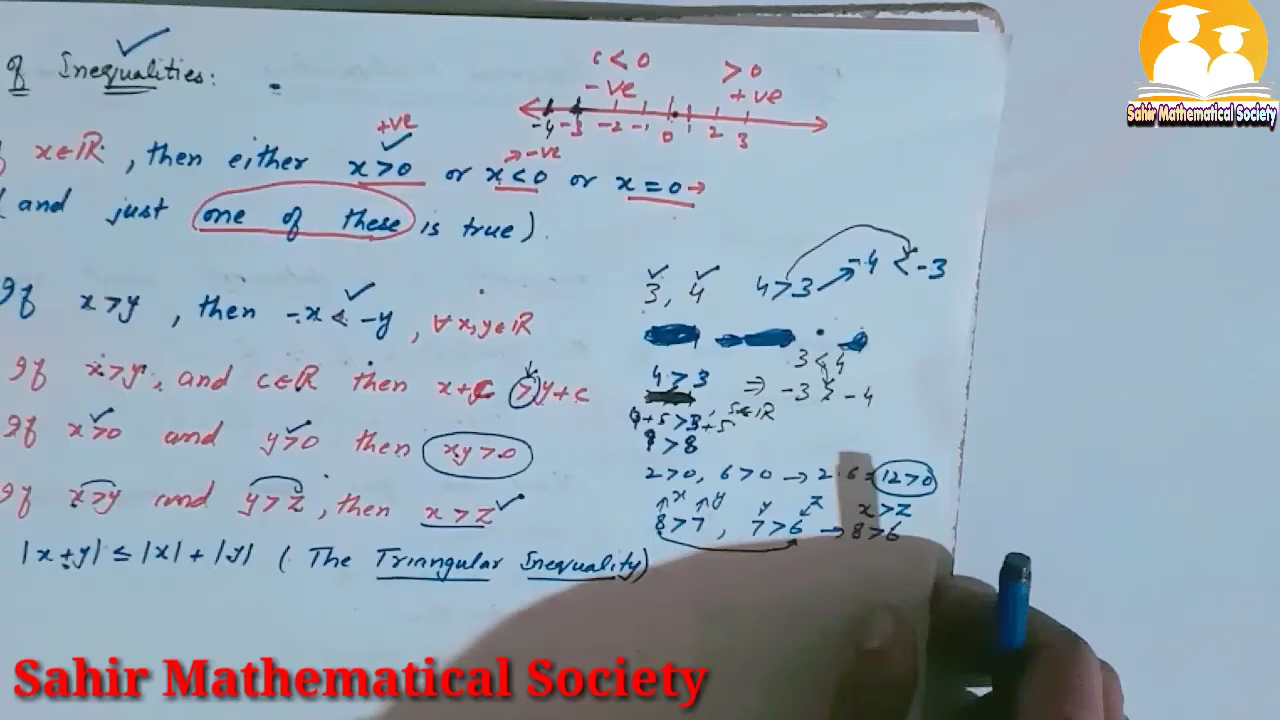 of Inequalities:
c < 0
> 0
-ve
+ve
-4 -3 -2 -1 0 1 2 3
+ve
x∈ℝ, then either x>0 or x<0 or x=0→
→-ve
(and just one of these is true).
If x>y, then -x < -y, ∀x,y∈ℝ
If x>y, and c∈ℝ then x+c > y+c
If x>0 and y>0 then xy>0
If x>y and y>z, then x>z
|x+y| ≤ |x| + |y| (The Trinngular Inequality)
3, 4 4>3 → -4 < -3
3 < 4
4 > 3 ⇒ -3 > -4
4+5 > 3+5, 5∈ℝ
9 > 8
2>0, 6>0 → 2·6 = 12>0
x y y z x>z
8>7, 7>6 → 8>6
Sahir Mathematical Society
Sahir Mathematical Society